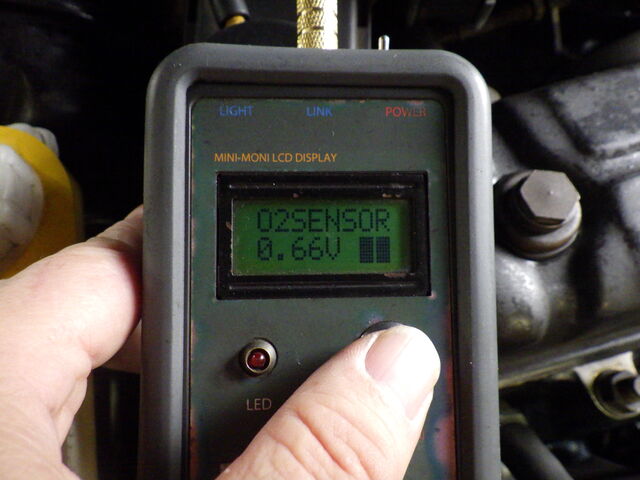 LIGHT LINK POWER
MINI-MONI LCD DISPLAY
O2SENSOR
0.66V
LED